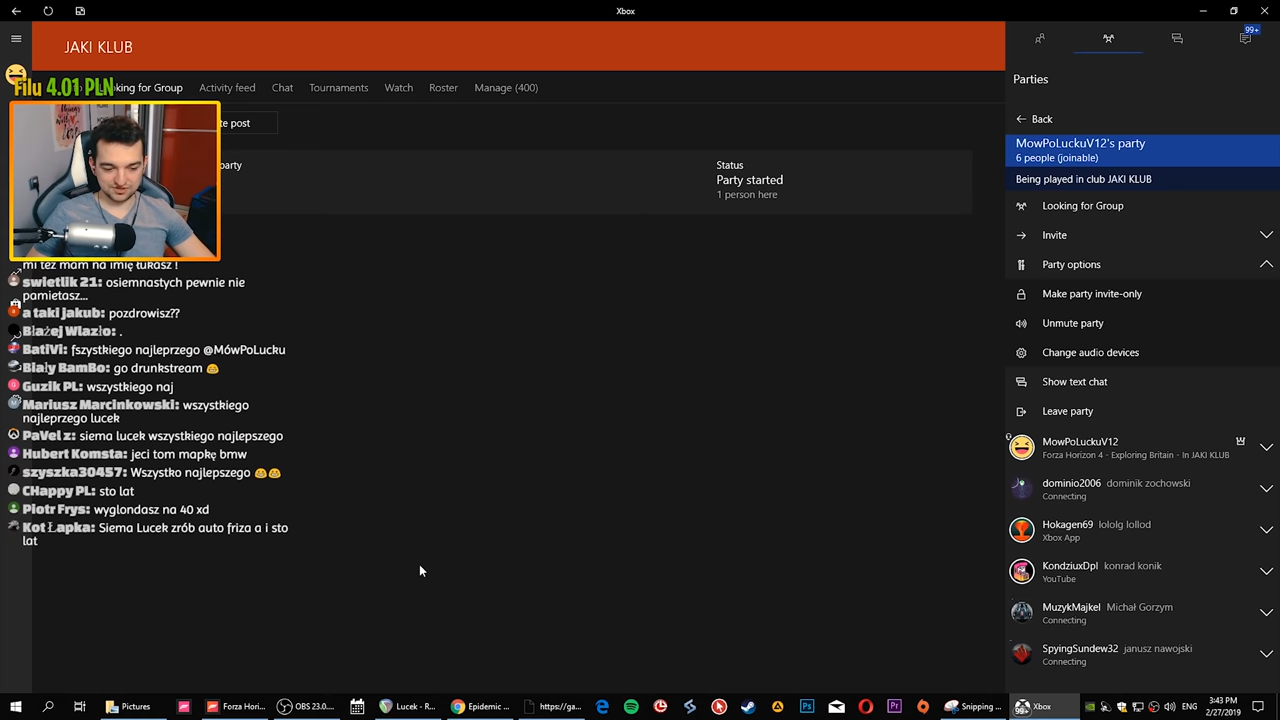 Xbox
JAKI KLUB
Filu 4.01 PLN
king for Group
Activity feed
Chat
Tournaments
Watch
Roster
Manage (400)
te post
party
Status
Party started
1 person here
mi też mam na imię łukasz !
swietlik 21: osiemnastych pewnie nie
pamietasz...
a taki jakub: pozdrowisz??
Błażej Wlazło: .
BatiVi: fszystkiego najleprzego @MówPoLucku
Biały BamBo: go drunkstream
Guzik PL: wszystkiego naj
Mariusz Marcinkowski: wszystkiego
najleprzego lucek
PaVel z: siema lucek wszystkiego najlepszego
Hubert Komsta: jeci tom mapkę bmw
szyszka30457: Wszystko najlepszego
CHappy PL: sto lat
Piotr Frys: wyglondasz na 40 xd
Kot Łapka: Siema Lucek zrób auto friza a i sto
lat
99+
Parties
Back
MowPoLuckuV12's party
6 people (joinable)
Being played in club JAKI KLUB
Looking for Group
Invite
Party options
Make party invite-only
Unmute party
Change audio devices
Show text chat
Leave party
MowPoLuckuV12
Forza Horizon 4 - Exploring Britain - In JAKI KLUB
dominio2006 dominik zochowski
Connecting
Hokagen69 lololg lollod
Xbox App
KondziuxDpl konrad konik
YouTube
MuzykMajkel Michał Gorzym
Connecting
SpyingSundew32 janusz nawojski
Connecting
Pictures
Forza Hori...
OBS 23.0....
Lucek - R...
Epidemic ...
https://ga...
Ps
Pr
Snipping ...
99+
Xbox
3:43 PM
2/27/2019